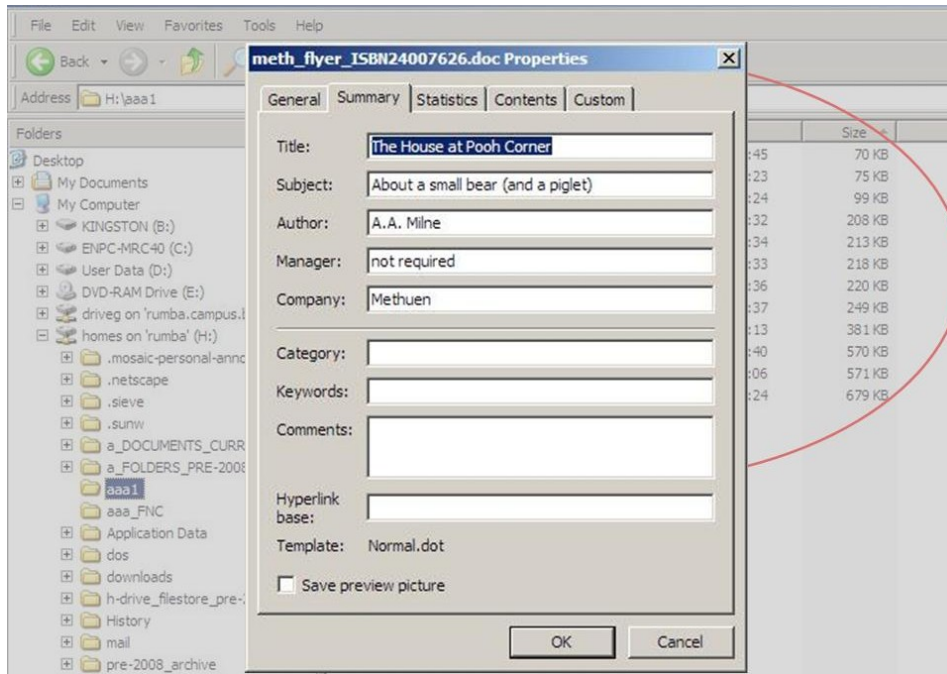 File Edit View Favorites Tools Help
Back
Address H:\aaa1
Folders
Desktop
My Documents
My Computer
KINGSTON (B:)
ENPC-MRC40 (C:)
User Data (D:)
DVD-RAM Drive (E:)
driveg on 'rumba.campus.
homes on 'rumba' (H:)
.mosaic-personal-anno
.netscape
.sieve
.sunw
a_DOCUMENTS_CURR
a_FOLDERS_PRE-2008
aaa1
aaa_FNC
Application Data
dos
downloads
h-drive_filestore_pre-
History
mail
pre-2008_archive
meth_flyer_ISBN24007626.doc Properties
General Summary Statistics Contents Custom
Title: The House at Pooh Corner
Subject: About a small bear (and a piglet)
Author: A.A. Milne
Manager: not required
Company: Methuen
Category:
Keywords:
Comments:
Hyperlink
base:
Template: Normal.dot
Save preview picture
OK Cancel
Size
:45 70 KB
:23 75 KB
:24 99 KB
:32 208 KB
:34 213 KB
:33 218 KB
:36 220 KB
:37 249 KB
:13 381 KB
:40 570 KB
:06 571 KB
:24 679 KB